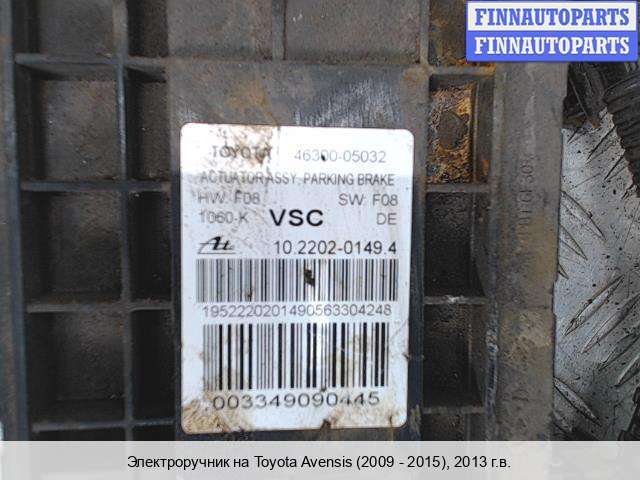 FINNAUTOPARTS
FINNAUTOPARTS
TOYOTA 46300-05032
ACTUATOR ASSY, PARKING BRAKE
HW: F08 SW: F08
1060-K VSC DE
Ate 10.2202-0149.4
1952220201490563304248
003349090445
Электроручник на Toyota Avensis (2009 - 2015), 2013 г.в.